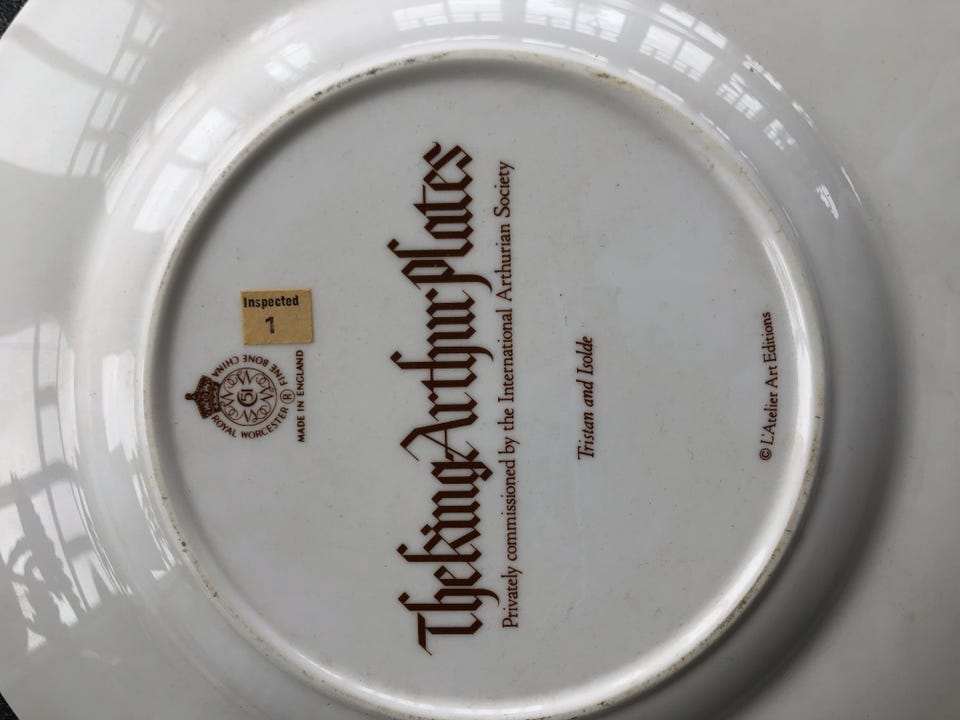 Inspected
1
FINE BONE CHINA
51
ROYAL WORCESTER ®
MADE IN ENGLAND
The King Arthur plates
Privately commissioned by the International Arthurian Society
Tristan and Isolde
© L'Atelier Art Editions